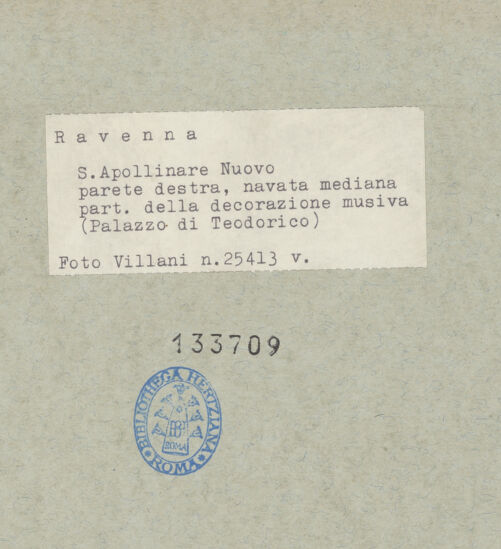 Ravenna
S.Apollinare Nuovo
parete destra, navata mediana
part. della decorazione musiva
(Palazzo di Teodorico)
Foto Villani n.25413 v.
133709
BIBLIOTHECA HERTZIANA
ROMA
ROMA